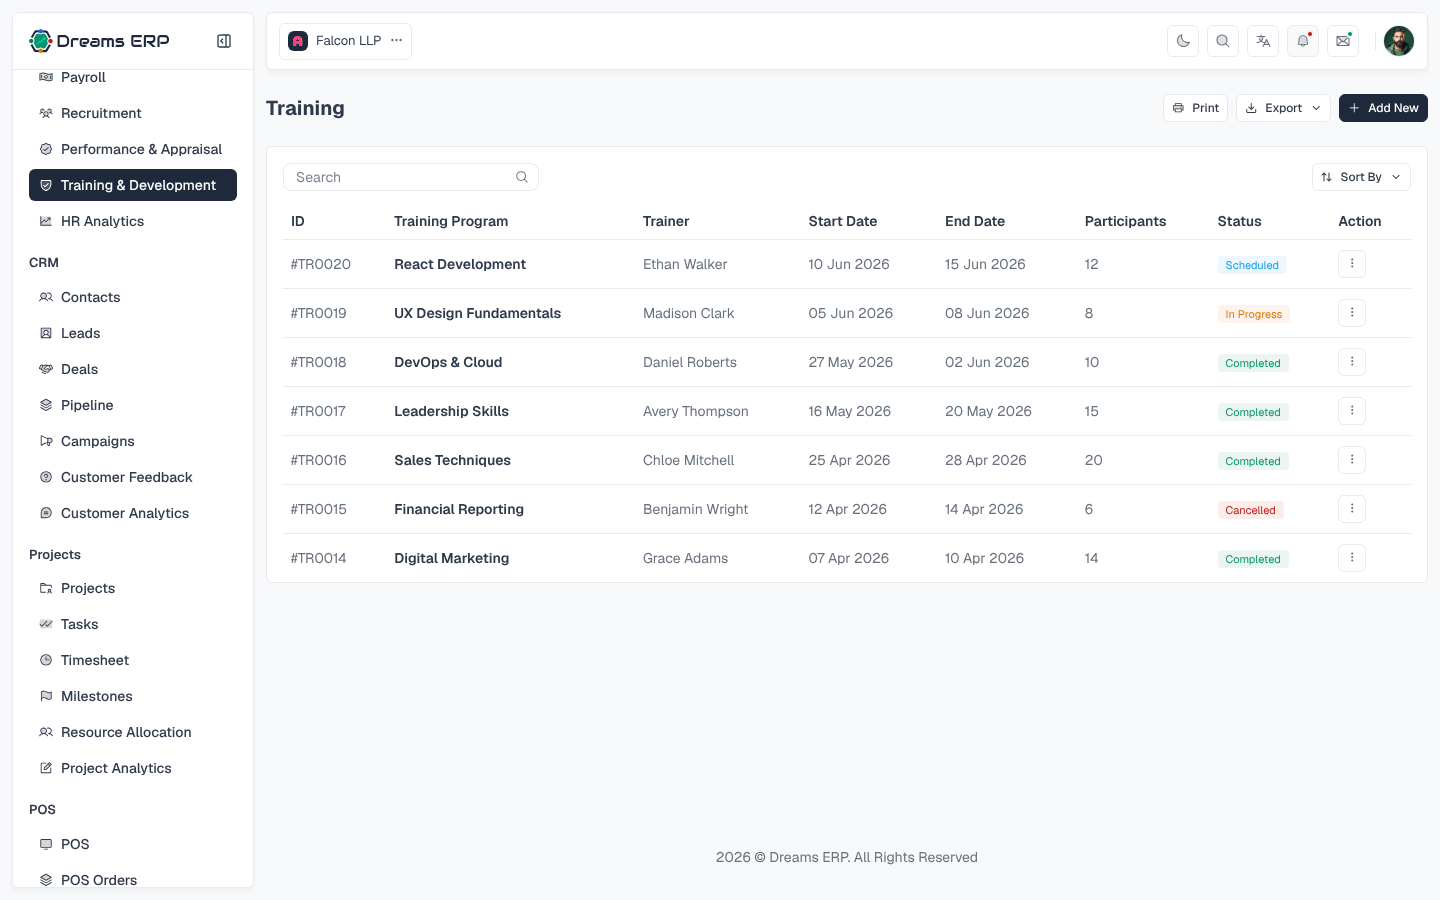 Dreams ERP
Payroll
Recruitment
Performance & Appraisal
Training & Development
HR Analytics
CRM
Contacts
Leads
Deals
Pipeline
Campaigns
Customer Feedback
Customer Analytics
Projects
Projects
Tasks
Timesheet
Milestones
Resource Allocation
Project Analytics
POS
POS
POS Orders
Falcon LLP
Training
Print Export Add New
Search
Sort By
ID Training Program Trainer Start Date End Date Participants Status Action
#TR0020 React Development Ethan Walker 10 Jun 2026 15 Jun 2026 12 Scheduled
#TR0019 UX Design Fundamentals Madison Clark 05 Jun 2026 08 Jun 2026 8 In Progress
#TR0018 DevOps & Cloud Daniel Roberts 27 May 2026 02 Jun 2026 10 Completed
#TR0017 Leadership Skills Avery Thompson 16 May 2026 20 May 2026 15 Completed
#TR0016 Sales Techniques Chloe Mitchell 25 Apr 2026 28 Apr 2026 20 Completed
#TR0015 Financial Reporting Benjamin Wright 12 Apr 2026 14 Apr 2026 6 Cancelled
#TR0014 Digital Marketing Grace Adams 07 Apr 2026 10 Apr 2026 14 Completed
2026 © Dreams ERP. All Rights Reserved